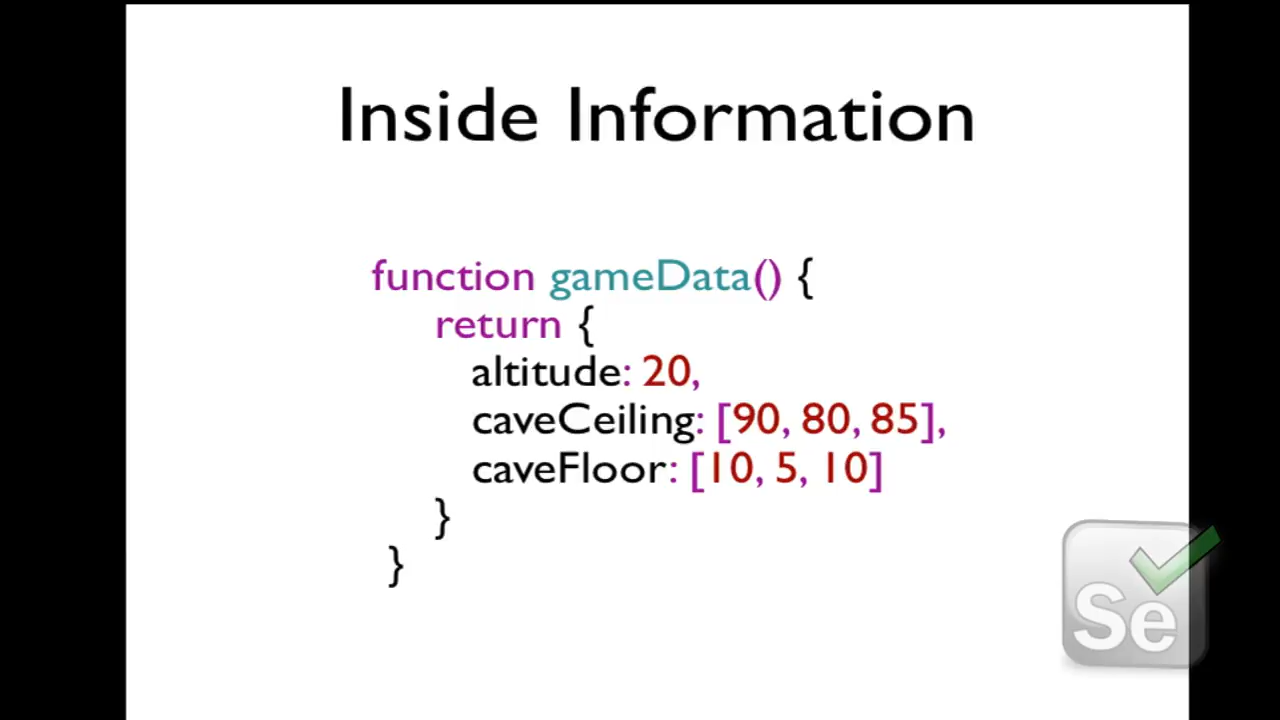 Inside Information
function gameData() {
return {
altitude: 20,
caveCeiling: [90, 80, 85],
caveFloor: [10, 5, 10]
}
}
Se